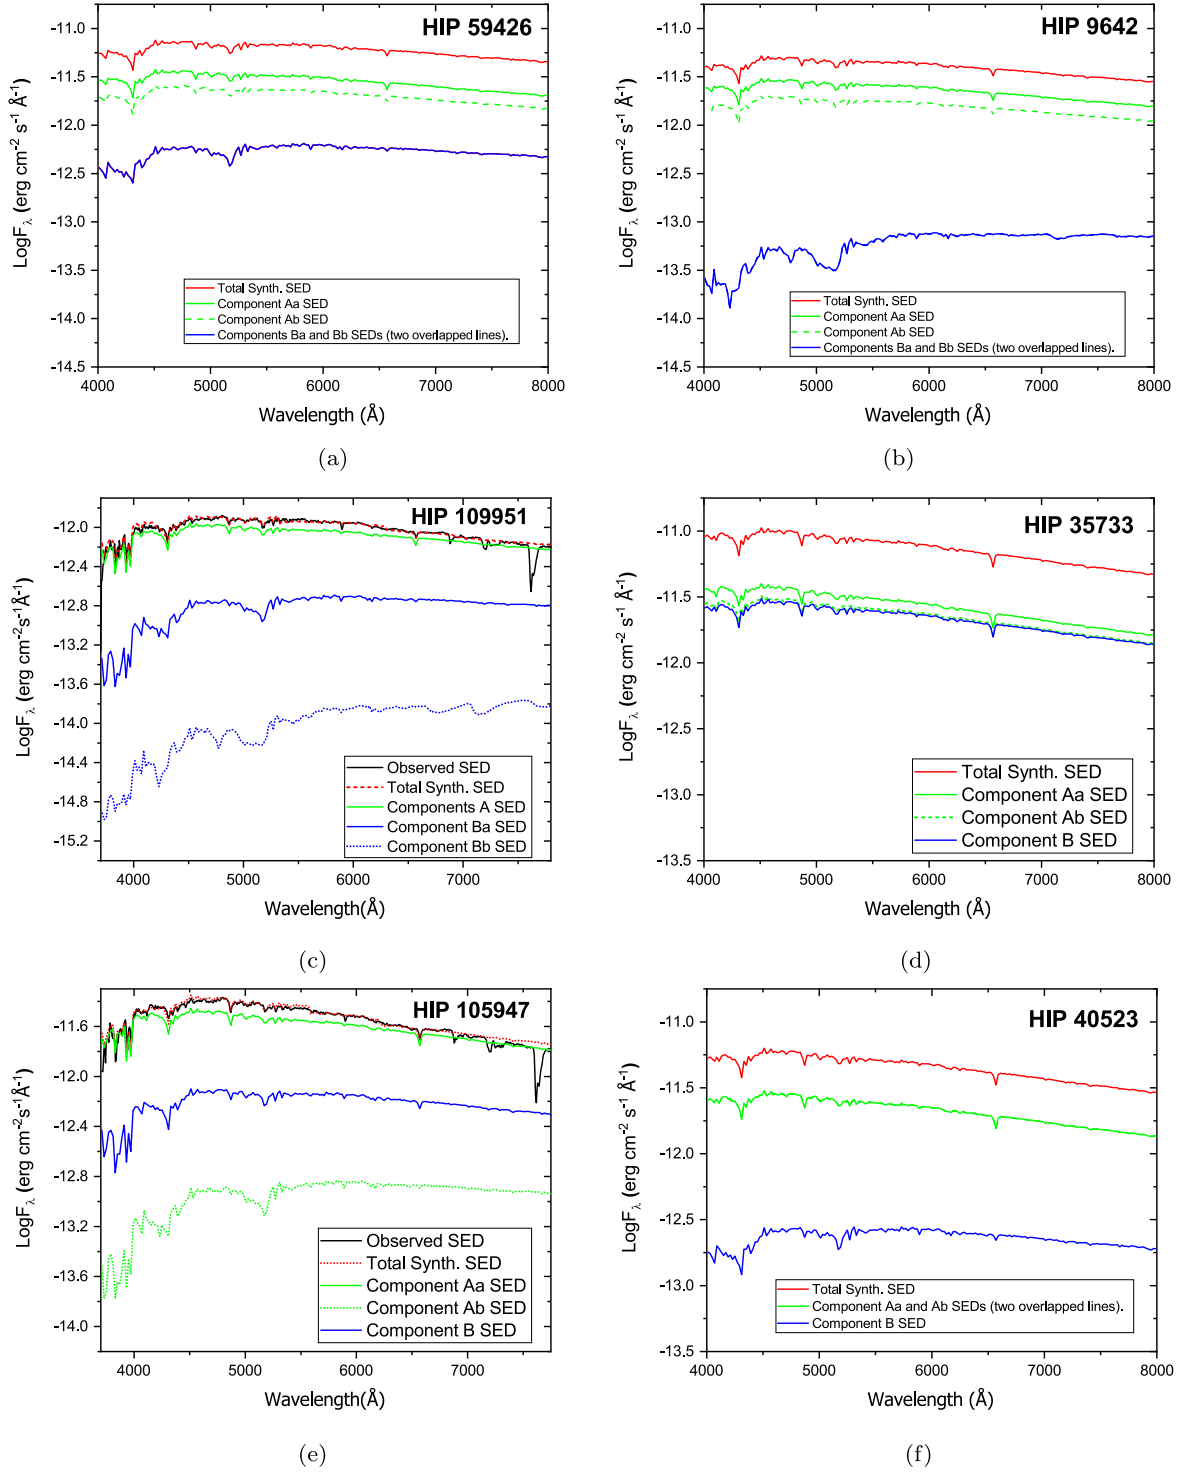 HIP 59426
LogF λ (erg cm-2 s-1 Å-1)
-11.0
-11.5
-12.0
-12.5
-13.0
-13.5
-14.0
-14.5
Total Synth. SED
Component Aa SED
Component Ab SED
Components Ba and Bb SEDs (two overlapped lines).
4000 5000 6000 7000 8000
Wavelength (Å)
(a)
HIP 9642
LogF λ (erg cm-2 s-1 Å-1)
-11.0
-11.5
-12.0
-12.5
-13.0
-13.5
-14.0
-14.5
Total Synth. SED
Component Aa SED
Component Ab SED
Components Ba and Bb SEDs (two overlapped lines).
4000 5000 6000 7000 8000
Wavelength (Å)
(b)
HIP 109951
LogF λ (erg cm-2s-1Å-1)
-12.0
-12.4
-12.8
-13.2
-13.6
-14.0
-14.4
-14.8
-15.2
Observed SED
Total Synth. SED
Components A SED
Component Ba SED
Component Bb SED
4000 5000 6000 7000
Wavelength(Å)
(c)
HIP 35733
LogF λ (erg cm-2 s-1 Å-1)
-11.0
-11.5
-12.0
-12.5
-13.0
-13.5
Total Synth. SED
Component Aa SED
Component Ab SED
Component B SED
4000 5000 6000 7000 8000
Wavelength (Å)
(d)
HIP 105947
LogF λ (erg cm-2s-1Å-1)
-11.6
-12.0
-12.4
-12.8
-13.2
-13.6
-14.0
Observed SED
Total Synth. SED
Component Aa SED
Component Ab SED
Component B SED
4000 5000 6000 7000
Wavelength (Å)
(e)
HIP 40523
LogF λ (erg cm-2 s-1 Å-1)
-11.0
-11.5
-12.0
-12.5
-13.0
-13.5
Total Synth. SED
Component Aa and Ab SEDs (two overlapped lines).
Component B SED
4000 5000 6000 7000 8000
Wavelength (Å)
(f)